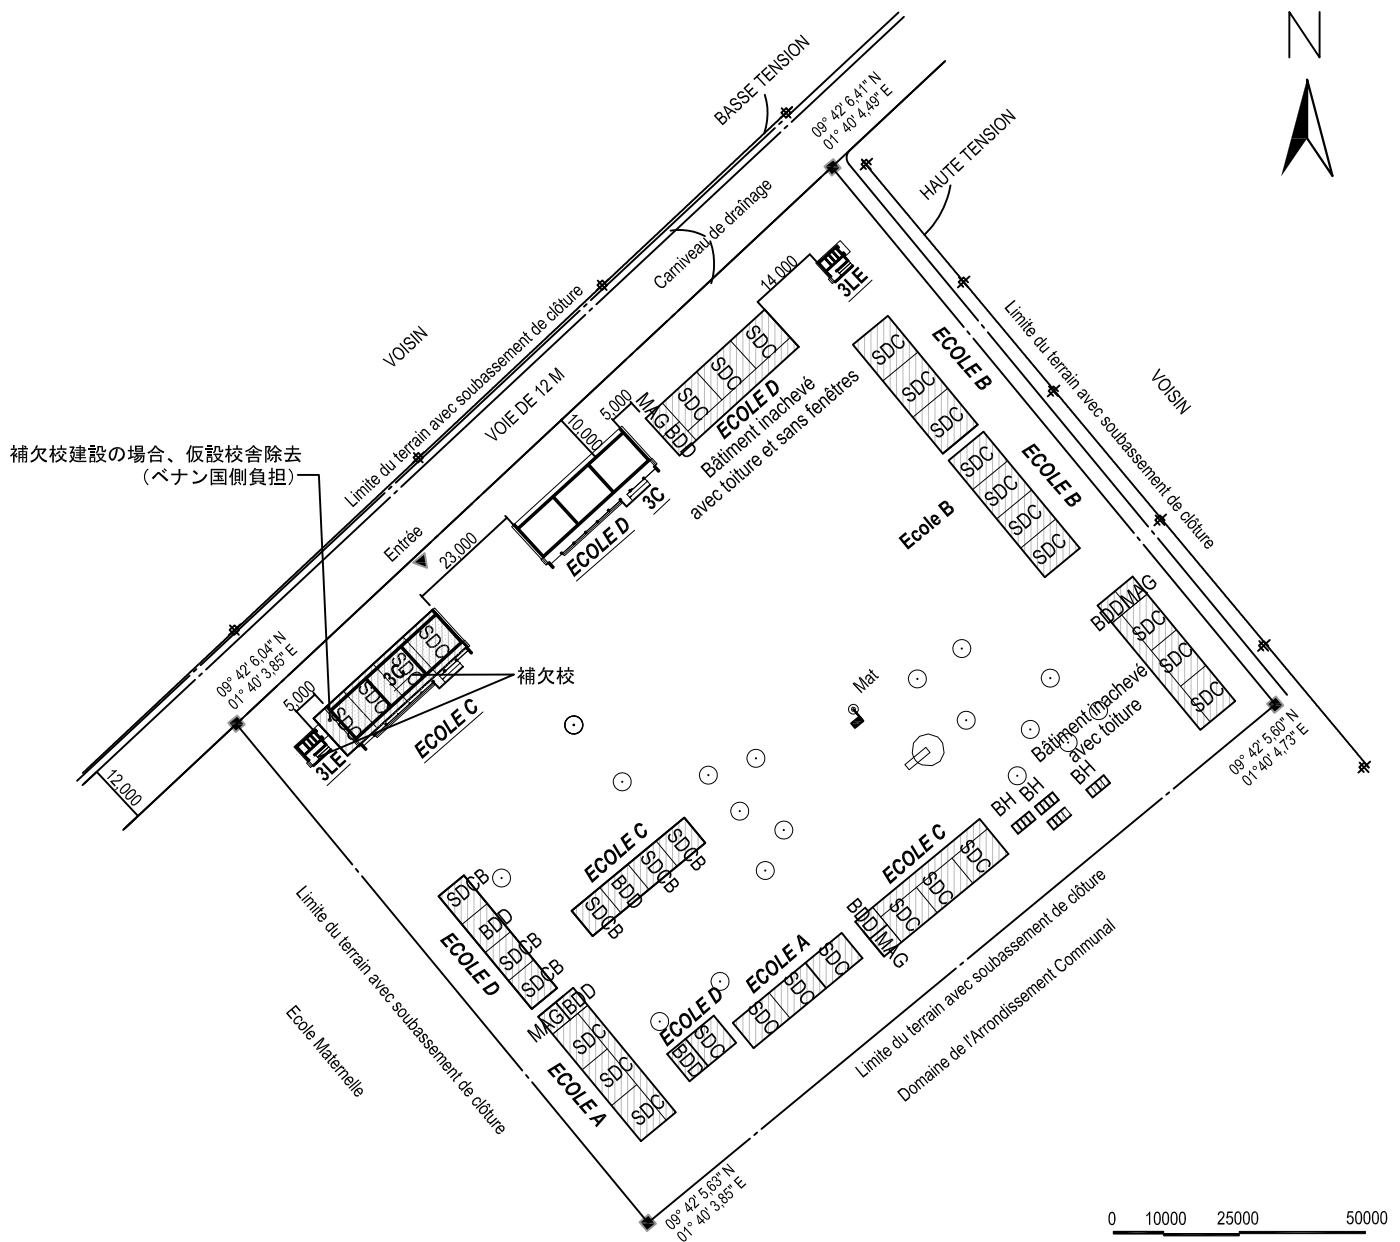 N
BASSE TENSION
09° 42' 6,41" N
01° 40' 4,49" E
HAUTE TENSION
Carniveau de draînage
14,000
3LE
VOISIN
Limite du terrain avec soubassement de clôture
VOIE DE 12 M
SDC
SDC
SDC
MAG
BDD
ECOLE D
Bâtiment inachevé
avec toiture et sans fenêtres
SDC
SDC
SDC
ECOLE B
Limite du terrain avec soubassement de clôture
VOISIN
5,000
10,000
3C
ECOLE D
補欠校建設の場合、仮設校舎除去
（ベナン国側負担）
Entrée
23,000
SDC
SDC
SDC
SDC
ECOLE B
Ecole B
BDD
MAG
SDC
SDC
SDC
Bâtiment inachevé
avec toiture
09° 42' 6,04" N
01° 40' 3,85" E
5,000
SDC
SDC
SDC
SDC
3C
補欠校
ECOLE C
3LE
12,000
Mat
09° 42' 5,60" N
01°40' 4,73" E
BH
BH
BH
ECOLE C
SDCB
BDD
SDCB
SDCB
ECOLE C
BDD
MAG
SDC
SDC
SDC
SDCB
BDD
SDCB
SDCB
ECOLE D
ECOLE A
SDC
SDC
SDC
ECOLE D
BDD
SDC
MAG
BDD
SDC
SDC
SDC
ECOLE A
Limite du terrain avec soubassement de clôture
Ecole Maternelle
Limite du terrain avec soubassement de clôture
Domaine de l'Arrondissement Communal
09° 42' 5,63" N
01° 40' 3,85" E
0 10000 25000 50000